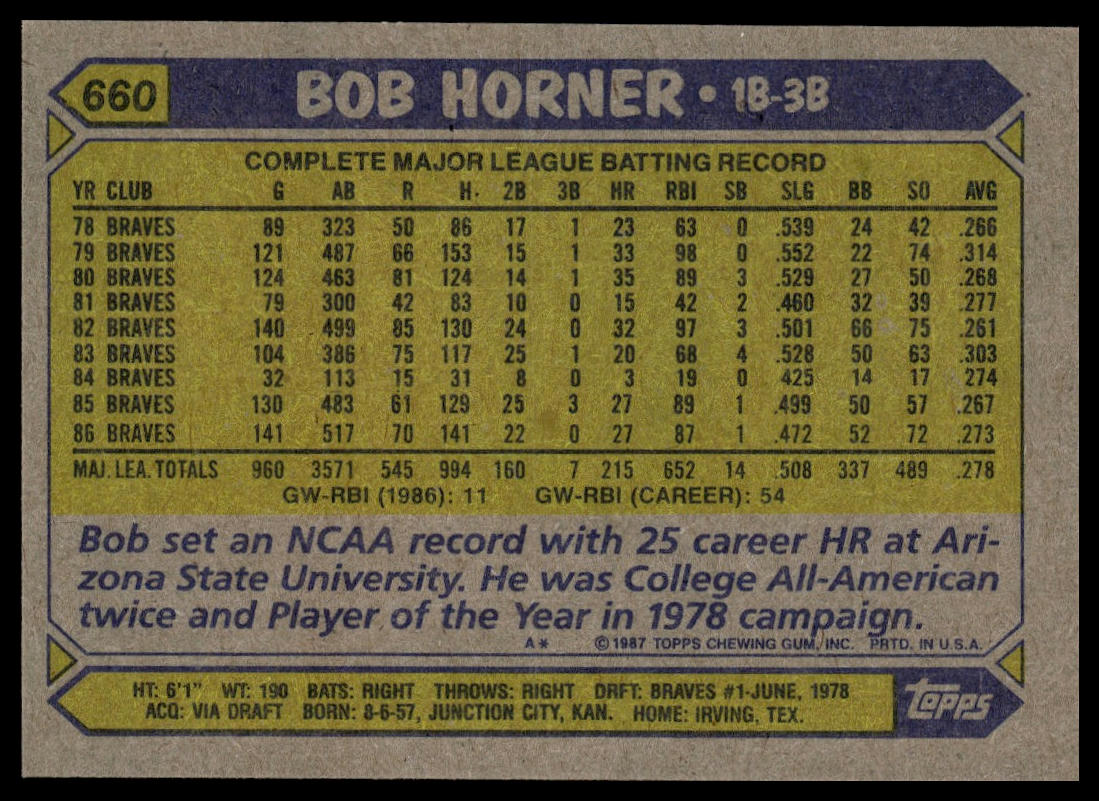 660 BOB HORNER • 1B-3B
COMPLETE MAJOR LEAGUE BATTING RECORD
YR CLUB G AB R H 2B 3B HR RBI SB SLG BB SO AVG
78 BRAVES 89 323 50 86 17 1 23 63 0 .539 24 42 .266
79 BRAVES 121 487 66 153 15 1 33 98 0 .552 22 74 .314
80 BRAVES 124 463 81 124 14 1 35 89 3 .529 27 50 .268
81 BRAVES 79 300 42 83 10 0 15 42 2 .460 32 39 .277
82 BRAVES 140 499 85 130 24 0 32 97 3 .501 66 75 .261
83 BRAVES 104 386 75 117 25 1 20 68 4 .528 50 63 .303
84 BRAVES 32 113 15 31 8 0 3 19 0 .425 14 17 .274
85 BRAVES 130 483 61 129 25 3 27 89 1 .499 50 57 .267
86 BRAVES 141 517 70 141 22 0 27 87 1 .472 52 72 .273
MAJ. LEA. TOTALS 960 3571 545 994 160 7 215 652 14 .508 337 489 .278
GW-RBI (1986): 11 GW-RBI (CAREER): 54
Bob set an NCAA record with 25 career HR at Ari-
zona State University. He was College All-American
twice and Player of the Year in 1978 campaign.
A* ©1987 TOPPS CHEWING GUM, INC. PRTD. IN U.S.A.
HT: 6'1" WT: 190 BATS: RIGHT THROWS: RIGHT DRFT: BRAVES #1-JUNE, 1978
ACQ: VIA DRAFT BORN: 8-6-57, JUNCTION CITY, KAN. HOME: IRVING, TEX.
topps